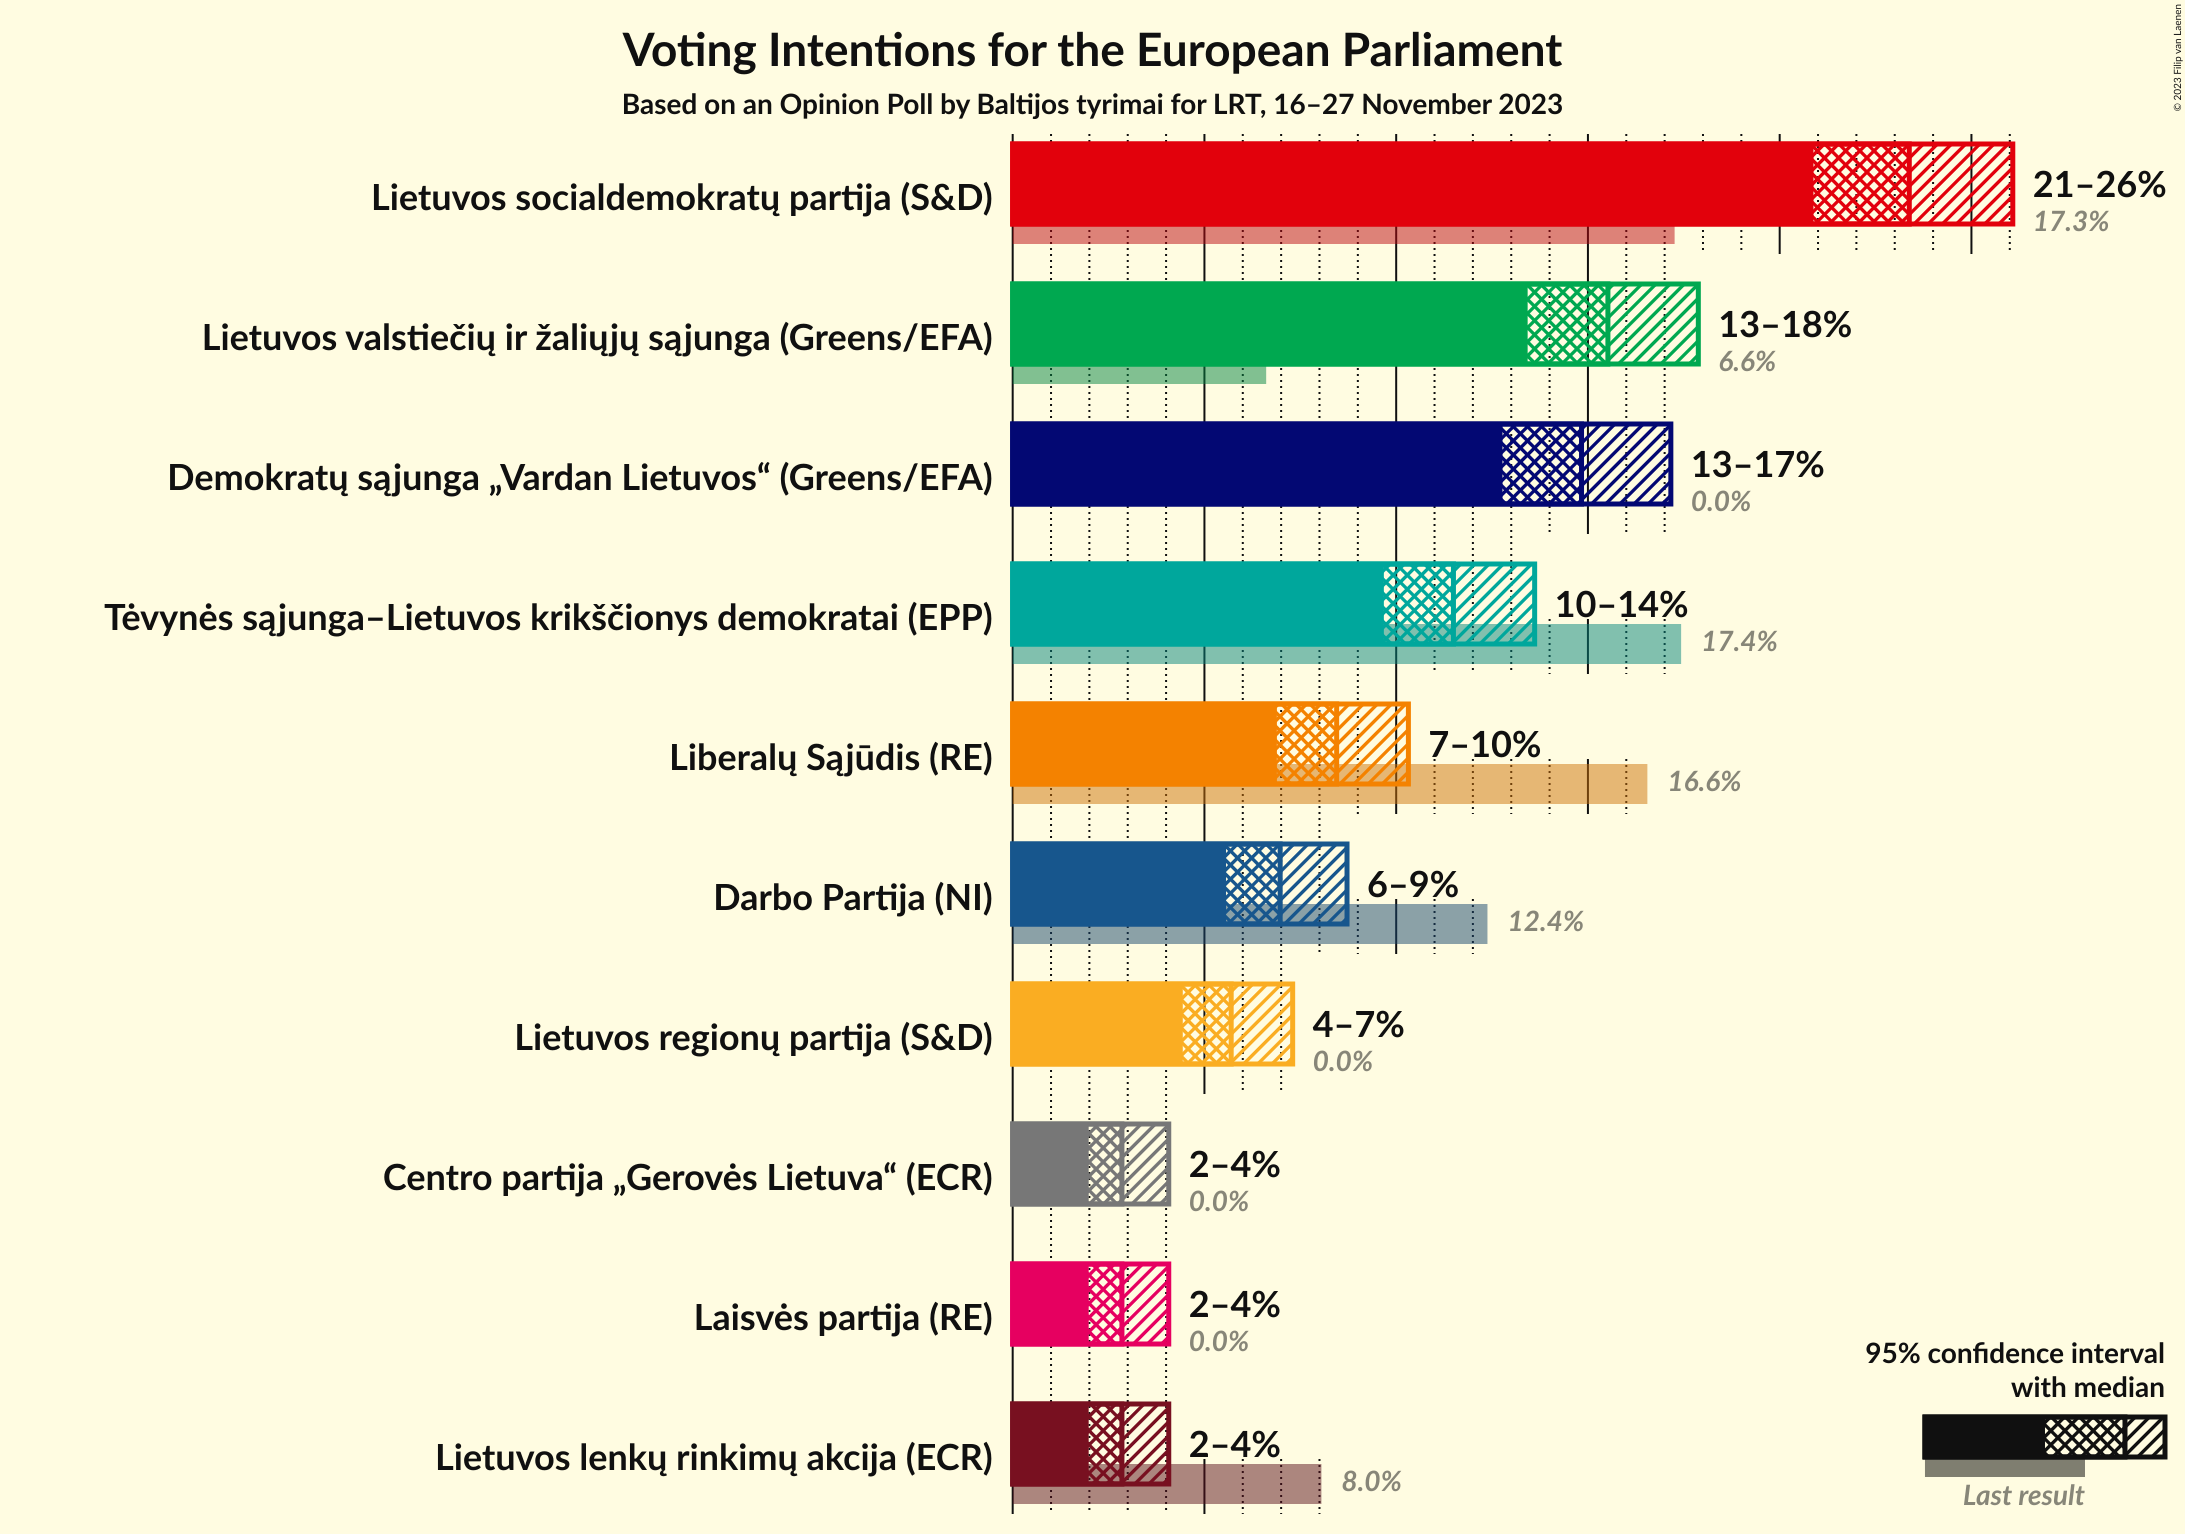 Voting Intentions for the European Parliament
Based on an Opinion Poll by Baltijos tyrimai for LRT, 16–27 November 2023
© 2023 Filip van Laenen
Lietuvos socialdemokratų partija (S&D)
21–26%
17.3%
Lietuvos valstiečių ir žaliųjų sąjunga (Greens/EFA)
13–18%
6.6%
Demokratų sąjunga „Vardan Lietuvos“ (Greens/EFA)
13–17%
0.0%
Tėvynės sąjunga–Lietuvos krikščionys demokratai (EPP)
10–14%
17.4%
Liberalų Sąjūdis (RE)
7–10%
16.6%
Darbo Partija (NI)
6–9%
12.4%
Lietuvos regionų partija (S&D)
4–7%
0.0%
Centro partija „Gerovės Lietuva“ (ECR)
2–4%
0.0%
Laisvės partija (RE)
2–4%
0.0%
Lietuvos lenkų rinkimų akcija (ECR)
2–4%
8.0%
95% confidence interval
with median
Last result